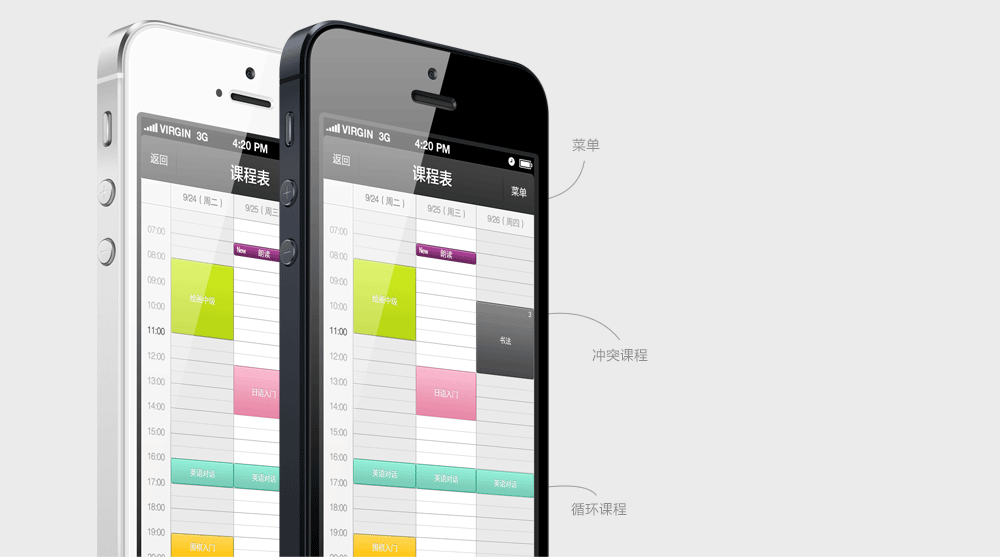 VIRGIN 3G
4:20 PM
返回
课程表
9/24 ( 周二 )
9/25 ( 周三
07:00
08:00
09:00
10:00
11:00
12:00
13:00
14:00
15:00
16:00
17:00
18:00
19:00
20:00
New 朗读
绘画中级
日语入门
英语对话
英语对话
围棋入门
VIRGIN 3G
4:20 PM
返回
课程表
菜单
9/24 ( 周二 )
9/25 ( 周三 )
9/26 ( 周四 )
07:00
08:00
09:00
10:00
11:00
12:00
13:00
14:00
15:00
16:00
17:00
18:00
19:00
20:00
New 朗读
绘画中级
3
书法
日语入门
英语对话
英语对话
英语对话
围棋入门
菜单
冲突课程
循环课程